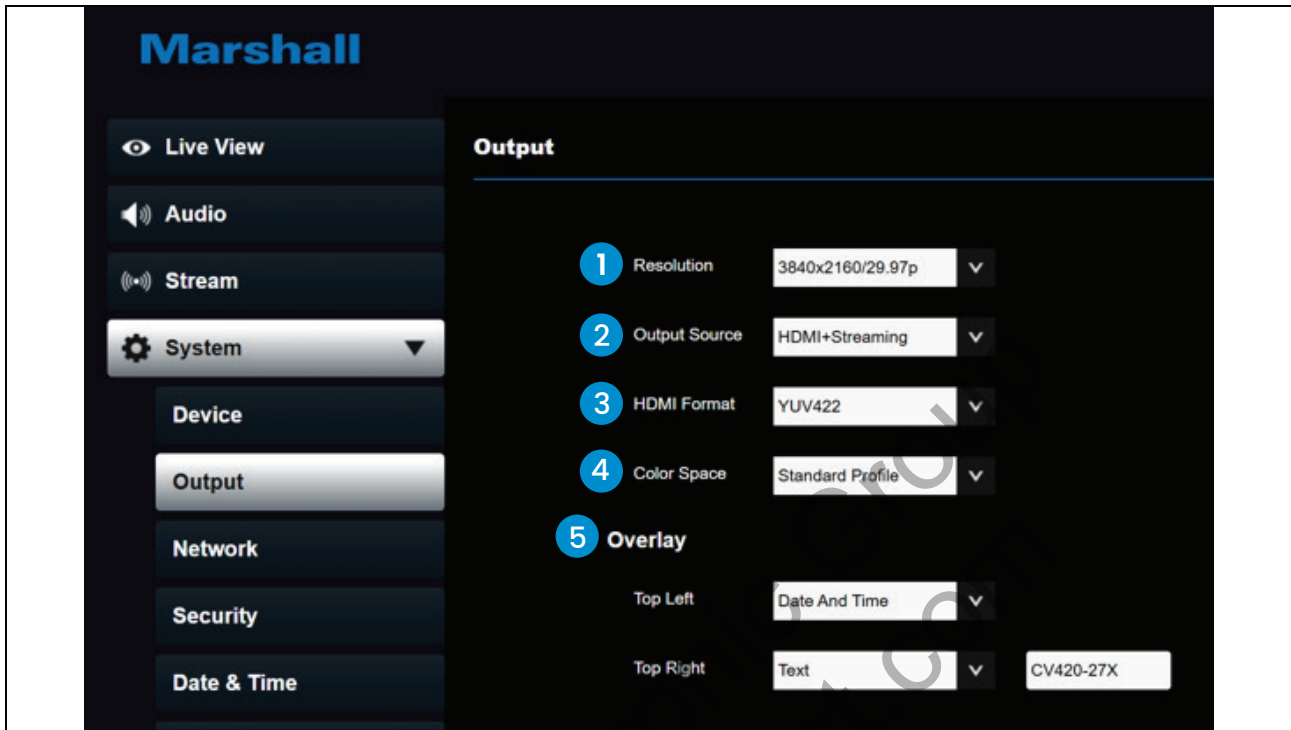 Marshall
Live View
Audio
Stream
System
Device
Output
Network
Security
Date & Time
Output
1 Resolution 3840x2160/29.97p
2 Output Source HDMI+Streaming
3 HDMI Format YUV422
4 Color Space Standard Profile
5 Overlay
Top Left Date And Time
Top Right Text CV420-27X